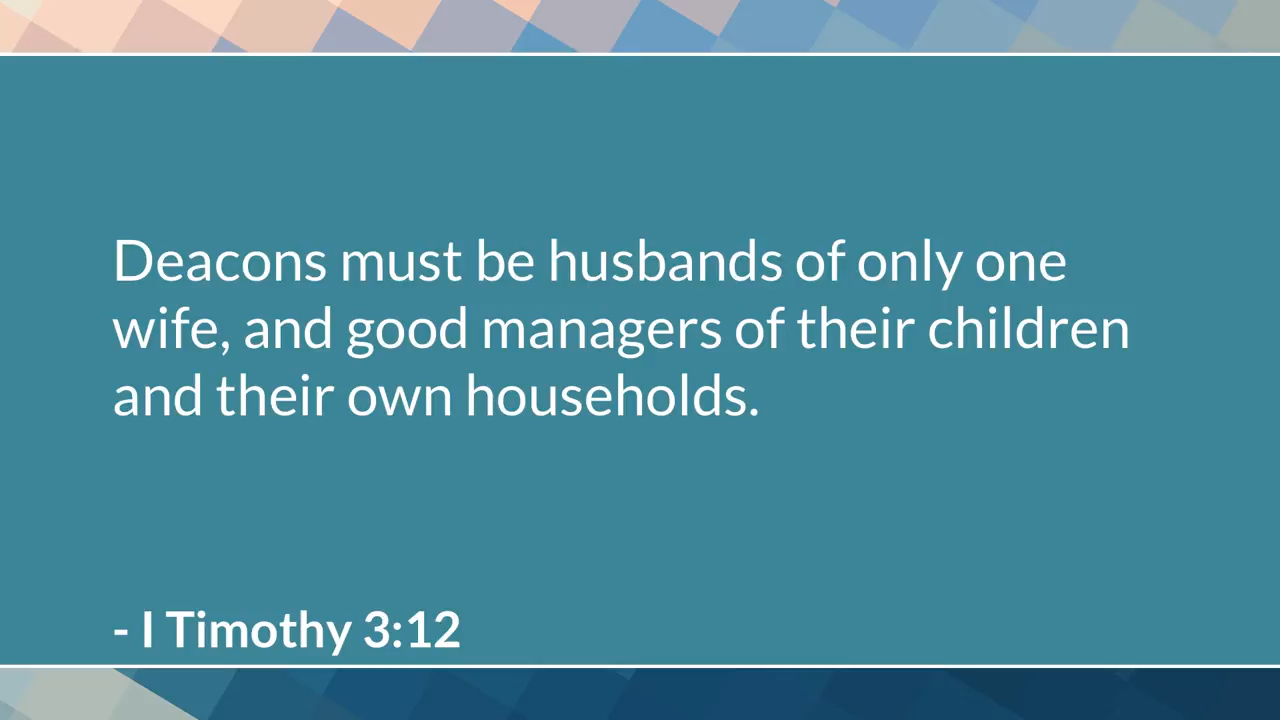 Deacons must be husbands of only one
wife, and good managers of their children
and their own households.
- I Timothy 3:12